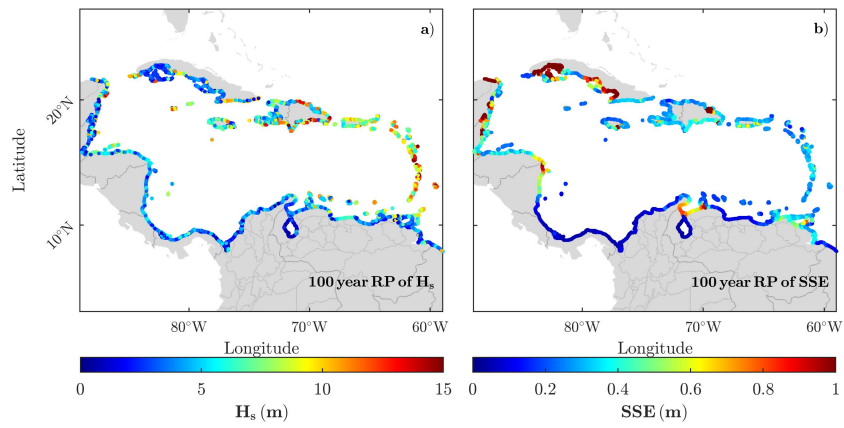 a)
b)
20°N
10°N
Latitude
100 year RP of Hs
100 year RP of SSE
80°W 70°W 60°W
80°W 70°W 60°W
Longitude
Longitude
0 5 10 15
0 0.2 0.4 0.6 0.8 1
Hs (m)
SSE (m)